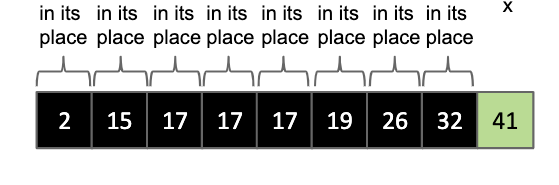 in its in its in its in its in its in its in its in its x
place place place place place place place place
2 15 17 17 17 19 26 32 41